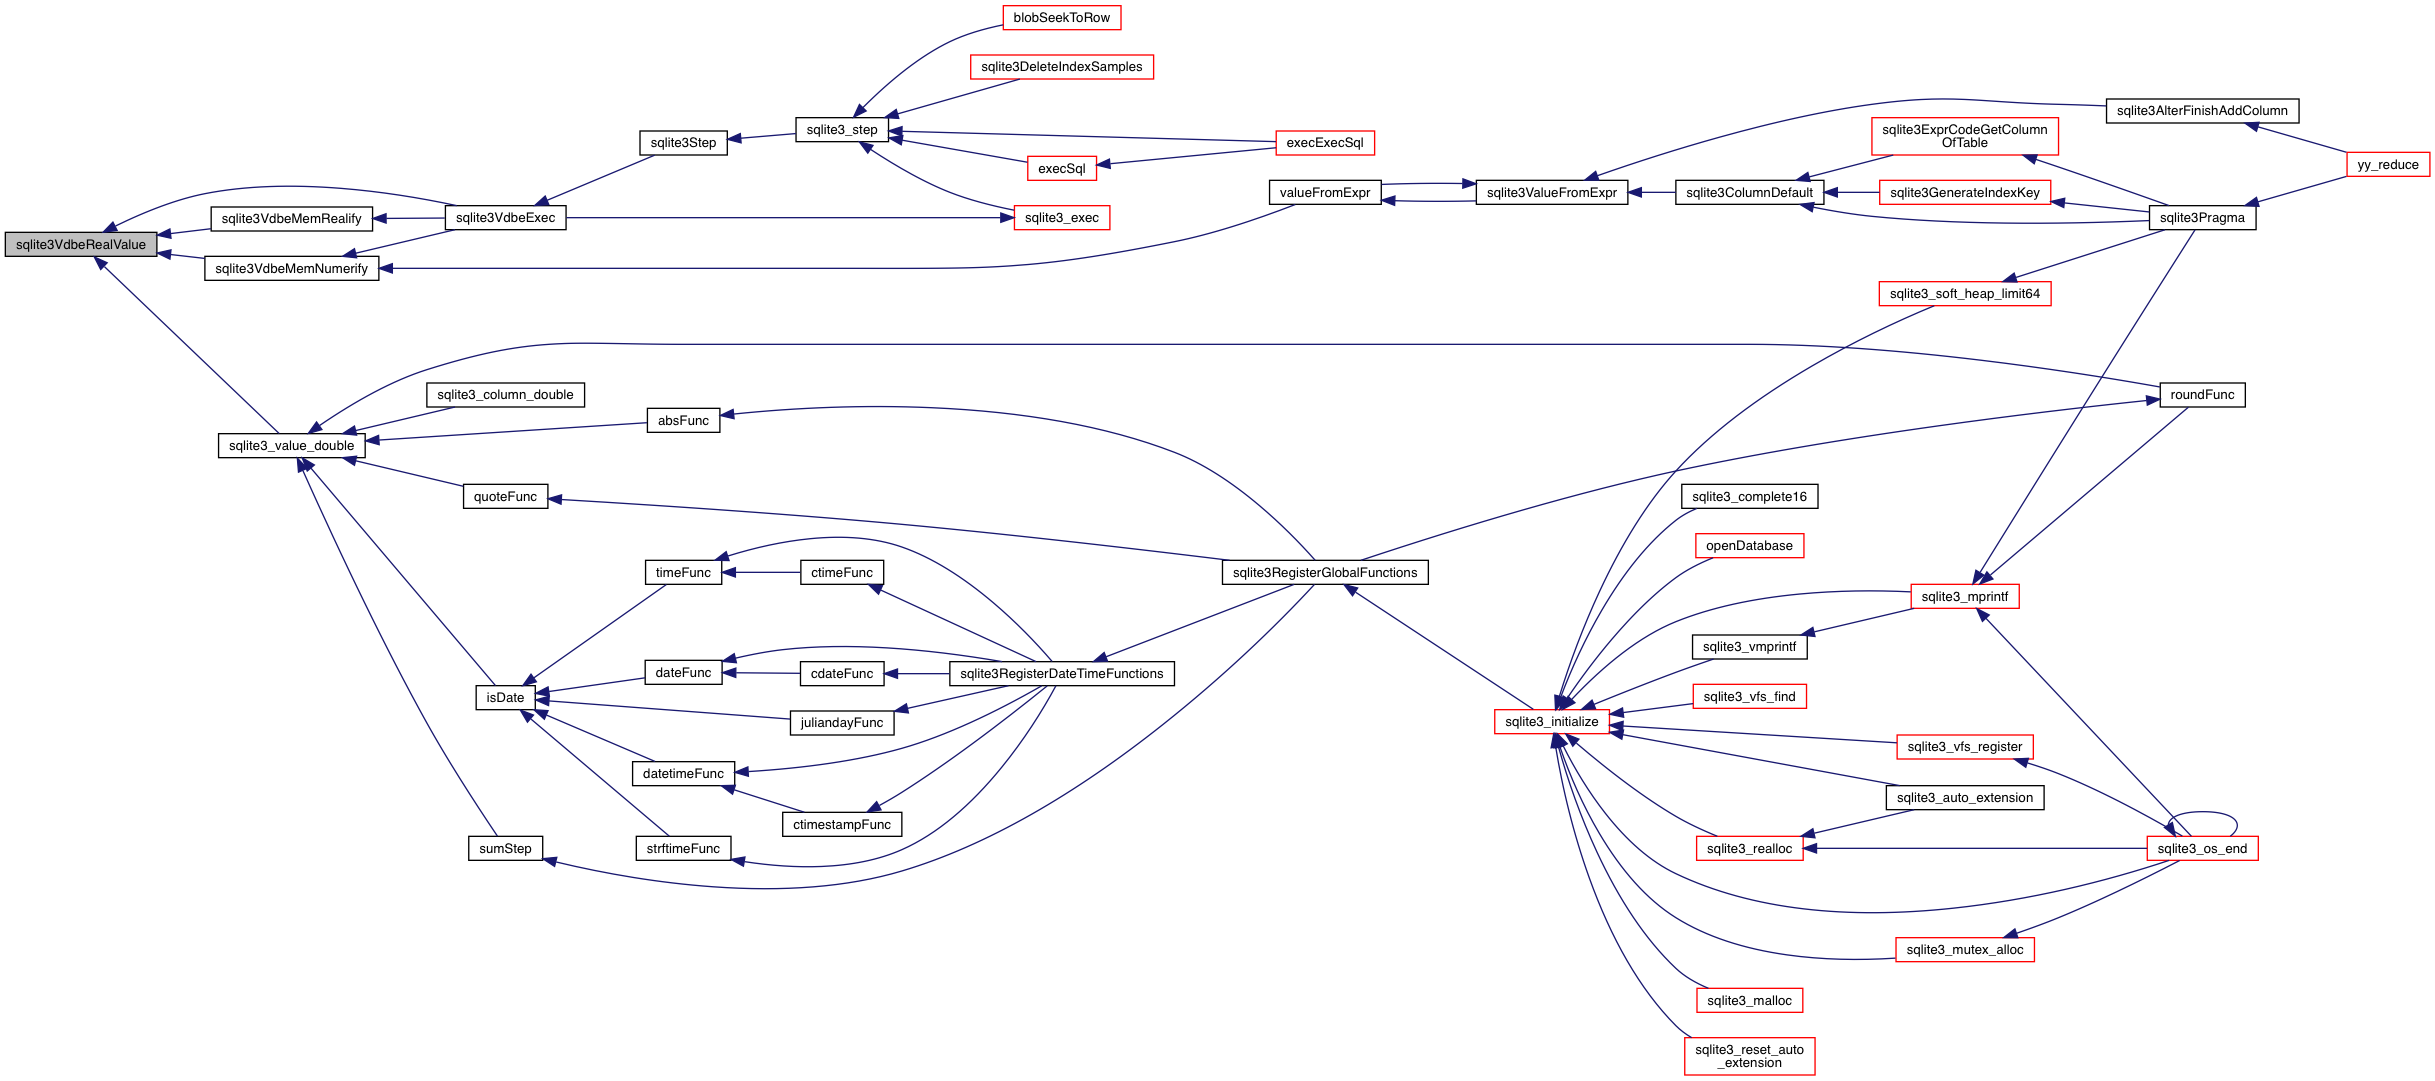 blobSeekToRow
sqlite3DeleteIndexSamples
sqlite3AlterFinishAddColumn
sqlite3_step
sqlite3ExprCodeGetColumn
OfTable
sqlite3Step
execExecSql
execSql
yy_reduce
valueFromExpr
sqlite3ValueFromExpr
sqlite3ColumnDefault
sqlite3GenerateIndexKey
sqlite3VdbeMemRealify
sqlite3VdbeExec
sqlite3_exec
sqlite3Pragma
sqlite3VdbeRealValue
sqlite3VdbeMemNumerify
sqlite3_soft_heap_limit64
sqlite3_column_double
roundFunc
absFunc
sqlite3_value_double
quoteFunc
sqlite3_complete16
openDatabase
timeFunc
ctimeFunc
sqlite3RegisterGlobalFunctions
sqlite3_mprintf
sqlite3_vmprintf
dateFunc
cdateFunc
sqlite3RegisterDateTimeFunctions
isDate
sqlite3_vfs_find
juliandayFunc
sqlite3_initialize
sqlite3_vfs_register
datetimeFunc
sqlite3_auto_extension
ctimestampFunc
sumStep
strftimeFunc
sqlite3_realloc
sqlite3_os_end
sqlite3_mutex_alloc
sqlite3_malloc
sqlite3_reset_auto
_extension